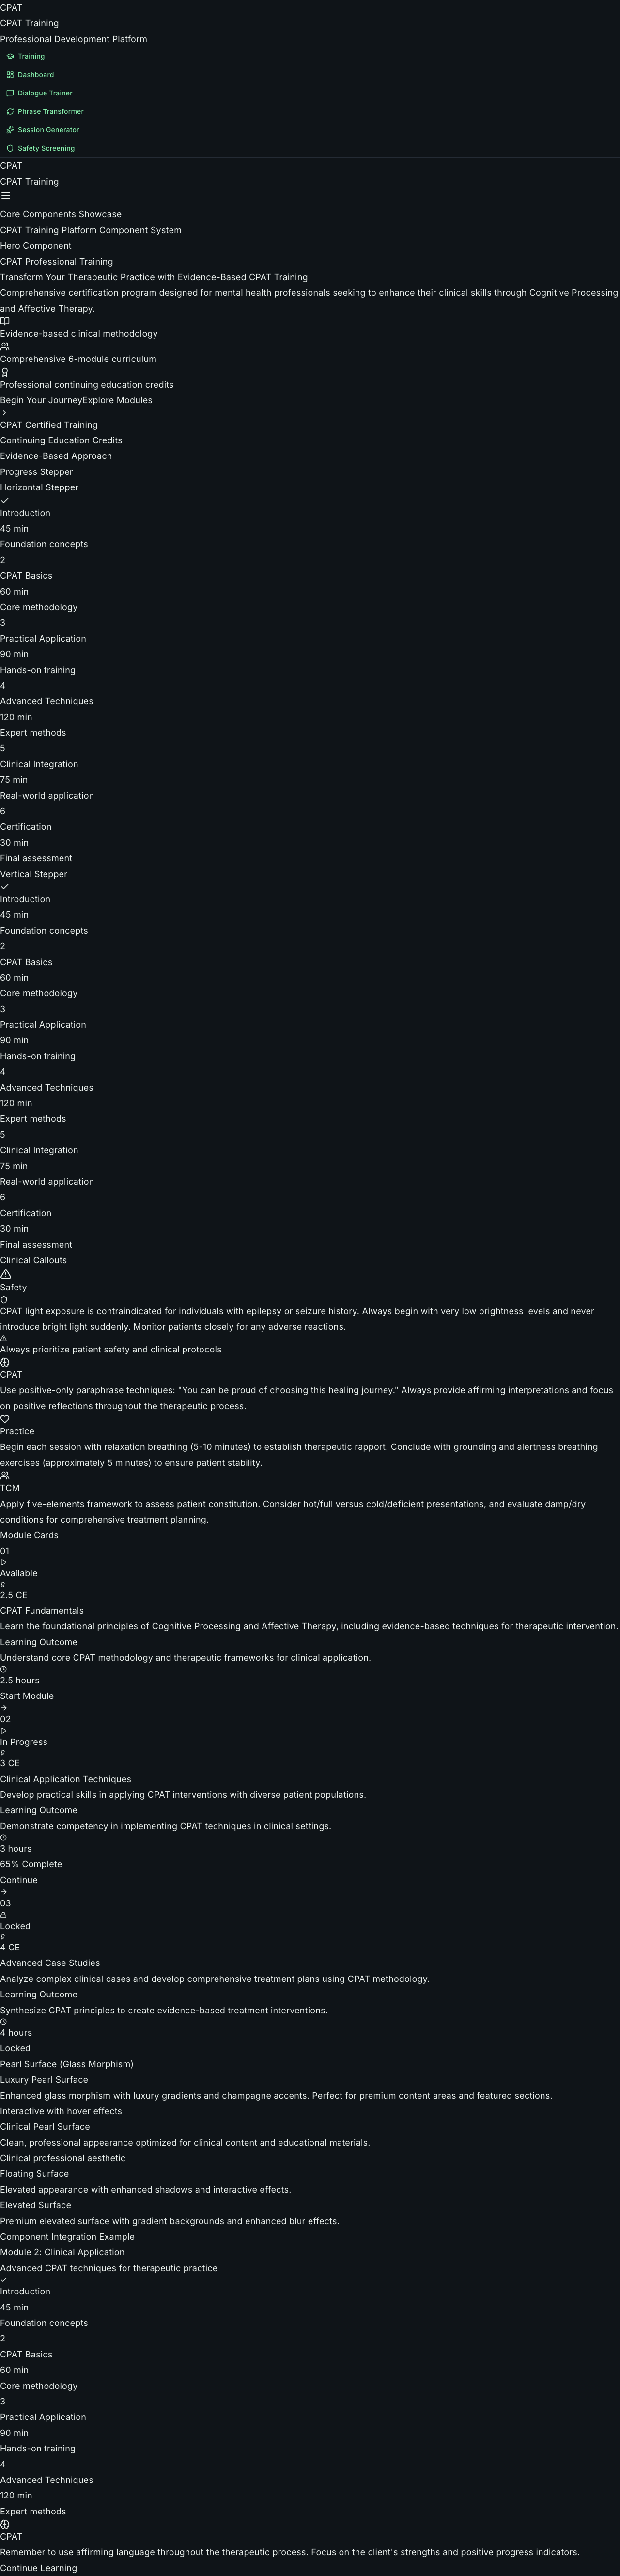 CPAT
CPAT Training
Professional Development Platform
Training
Dashboard
Dialogue Trainer
Phrase Transformer
Session Generator
Safety Screening
CPAT
CPAT Training
Core Components Showcase
CPAT Training Platform Component System
Hero Component
CPAT Professional Training
Transform Your Therapeutic Practice with Evidence-Based CPAT Training
Comprehensive certification program designed for mental health professionals seeking to enhance their clinical skills through Cognitive Processing
and Affective Therapy.
Evidence-based clinical methodology
Comprehensive 6-module curriculum
Professional continuing education credits
Begin Your JourneyExplore Modules
CPAT Certified Training
Continuing Education Credits
Evidence-Based Approach
Progress Stepper
Horizontal Stepper
Introduction
45 min
Foundation concepts
2
CPAT Basics
60 min
Core methodology
3
Practical Application
90 min
Hands-on training
4
Advanced Techniques
120 min
Expert methods
5
Clinical Integration
75 min
Real-world application
6
Certification
30 min
Final assessment
Vertical Stepper
Introduction
45 min
Foundation concepts
2
CPAT Basics
60 min
Core methodology
3
Practical Application
90 min
Hands-on training
4
Advanced Techniques
120 min
Expert methods
5
Clinical Integration
75 min
Real-world application
6
Certification
30 min
Final assessment
Clinical Callouts
Safety
CPAT light exposure is contraindicated for individuals with epilepsy or seizure history. Always begin with very low brightness levels and never
introduce bright light suddenly. Monitor patients closely for any adverse reactions.
Always prioritize patient safety and clinical protocols
CPAT
Use positive-only paraphrase techniques: "You can be proud of choosing this healing journey." Always provide affirming interpretations and focus
on positive reflections throughout the therapeutic process.
Practice
Begin each session with relaxation breathing (5-10 minutes) to establish therapeutic rapport. Conclude with grounding and alertness breathing
exercises (approximately 5 minutes) to ensure patient stability.
TCM
Apply five-elements framework to assess patient constitution. Consider hot/full versus cold/deficient presentations, and evaluate damp/dry
conditions for comprehensive treatment planning.
Module Cards
01
Available
2.5 CE
CPAT Fundamentals
Learn the foundational principles of Cognitive Processing and Affective Therapy, including evidence-based techniques for therapeutic intervention.
Learning Outcome
Understand core CPAT methodology and therapeutic frameworks for clinical application.
2.5 hours
Start Module
02
In Progress
3 CE
Clinical Application Techniques
Develop practical skills in applying CPAT interventions with diverse patient populations.
Learning Outcome
Demonstrate competency in implementing CPAT techniques in clinical settings.
3 hours
65% Complete
Continue
03
Locked
4 CE
Advanced Case Studies
Analyze complex clinical cases and develop comprehensive treatment plans using CPAT methodology.
Learning Outcome
Synthesize CPAT principles to create evidence-based treatment interventions.
4 hours
Locked
Pearl Surface (Glass Morphism)
Luxury Pearl Surface
Enhanced glass morphism with luxury gradients and champagne accents. Perfect for premium content areas and featured sections.
Interactive with hover effects
Clinical Pearl Surface
Clean, professional appearance optimized for clinical content and educational materials.
Clinical professional aesthetic
Floating Surface
Elevated appearance with enhanced shadows and interactive effects.
Elevated Surface
Premium elevated surface with gradient backgrounds and enhanced blur effects.
Component Integration Example
Module 2: Clinical Application
Advanced CPAT techniques for therapeutic practice
Introduction
45 min
Foundation concepts
2
CPAT Basics
60 min
Core methodology
3
Practical Application
90 min
Hands-on training
4
Advanced Techniques
120 min
Expert methods
CPAT
Remember to use affirming language throughout the therapeutic process. Focus on the client's strengths and positive progress indicators.
Continue Learning